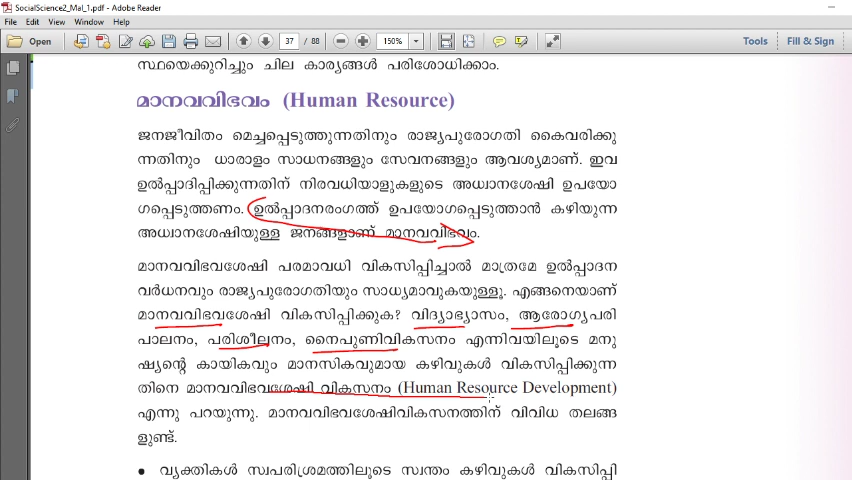 SocialScience2_Mal_1.pdf - Adobe Reader
File Edit View Window Help
Open 37 / 88 150% Tools Fill & Sign
സ്ഥയെക്കുറിച്ചും ചില കാര്യങ്ങൾ പരിശോധിക്കാം.
മാനവവിഭവം (Human Resource)
ജനജീവിതം മെച്ചപ്പെടുത്തുന്നതിനും രാജ്യപുരോഗതി കൈവരിക്കു
ന്നതിനും ധാരാളം സാധനങ്ങളും സേവനങ്ങളും ആവശ്യമാണ്. ഇവ
ഉൽപ്പാദിപ്പിക്കുന്നതിന് നിരവധിയാളുകളുടെ അധ്വാനശേഷി ഉപയോ
ഗപ്പെടുത്തണം. ഉൽപ്പാദനരംഗത്ത് ഉപയോഗപ്പെടുത്താൻ കഴിയുന്ന
അധ്വാനശേഷിയുള്ള ജനങ്ങളാണ് മാനവവിഭവം.
മാനവവിഭവശേഷി പരമാവധി വികസിപ്പിച്ചാൽ മാത്രമേ ഉൽപ്പാദന
വർധനവും രാജ്യപുരോഗതിയും സാധ്യമാവുകയുള്ളൂ. എങ്ങനെയാണ്
മാനവവിഭവശേഷി വികസിപ്പിക്കുക? വിദ്യാഭ്യാസം, ആരോഗ്യപരി
പാലനം, പരിശീലനം, നൈപുണിവികസനം എന്നിവയിലൂടെ മനു
ഷ്യന്റെ കായികവും മാനസികവുമായ കഴിവുകൾ വികസിപ്പിക്കുന്ന
തിനെ മാനവവിഭവശേഷി വികസനം (Human Resource Development)
എന്നു പറയുന്നു. മാനവവിഭവശേഷിവികസനത്തിന് വിവിധ തലങ്ങ
ളുണ്ട്.
• വ്യക്തികൾ സ്വപരിശ്രമത്തിലൂടെ സ്വന്തം കഴിവുകൾ വികസിപ്പി